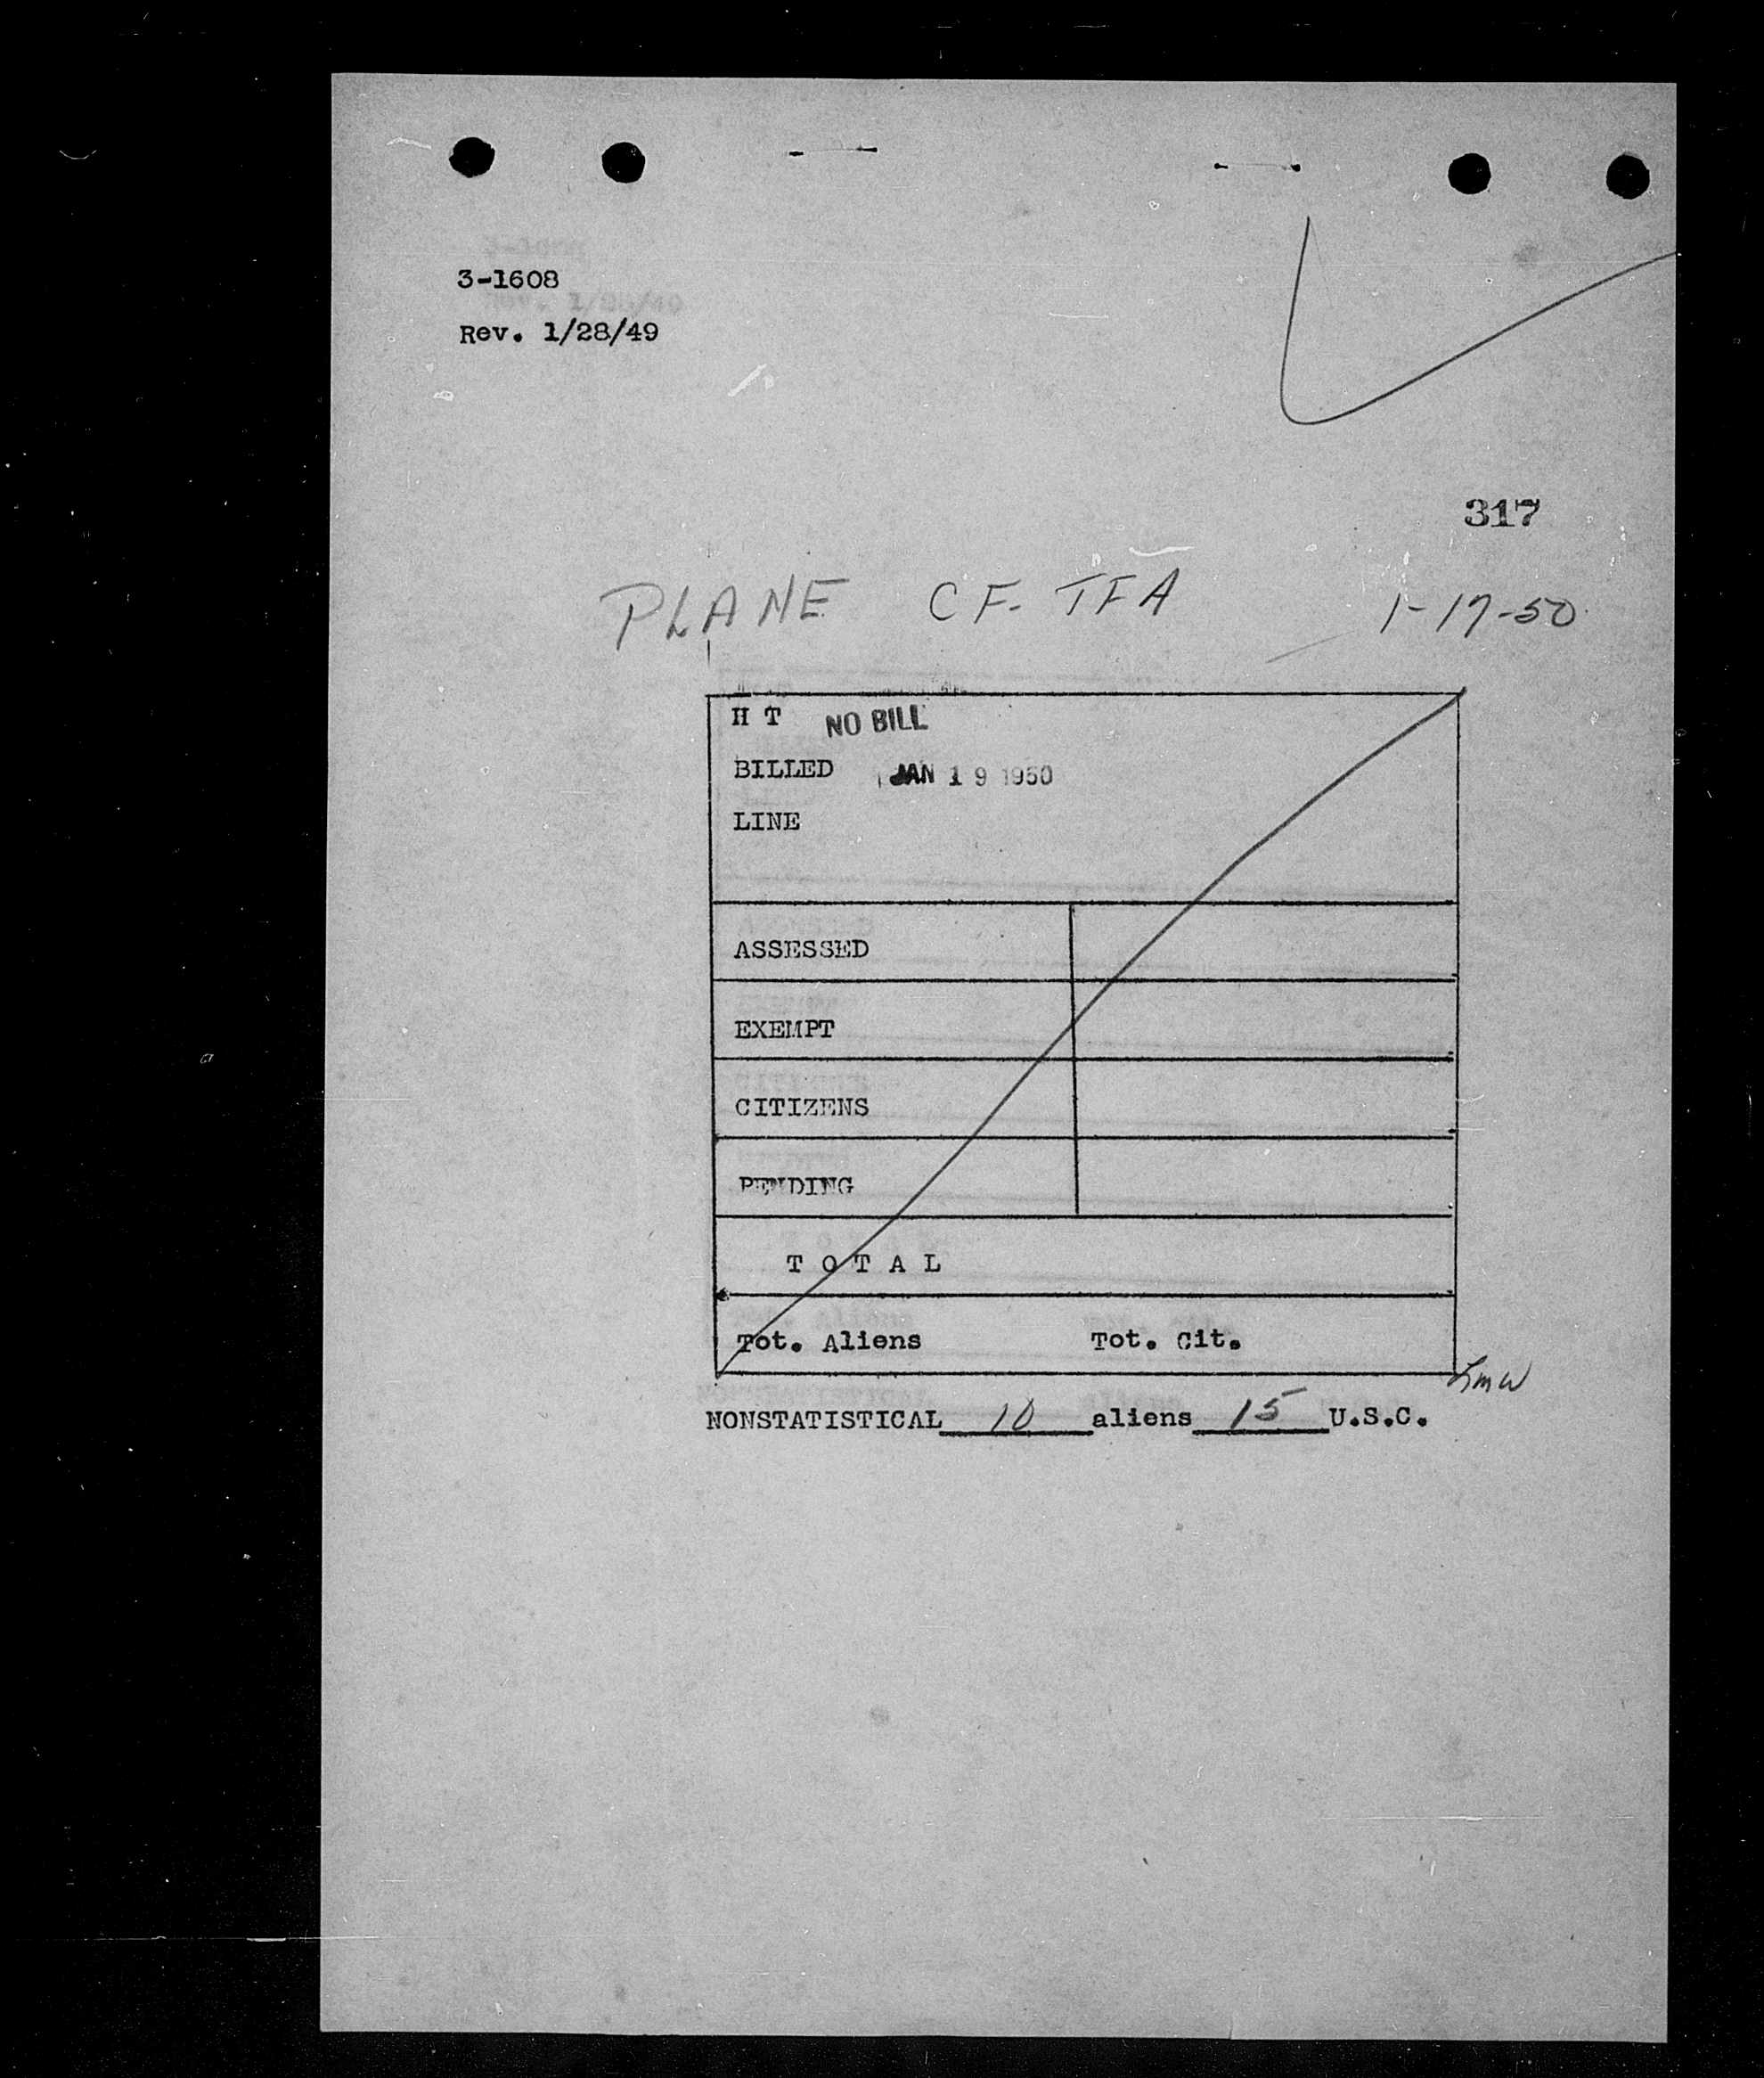 3-1608
Rev. 1/28/49
317
PLANE CF-TFA 1-17-50
H T NO BILL
BILLED JAN 19 1950
LINE
ASSESSED
EXEMPT
CITIZENS
PENDING
T O T A L
Tot. Aliens Tot. Cit.
NONSTATISTICAL 10 aliens 15 U.S.C.